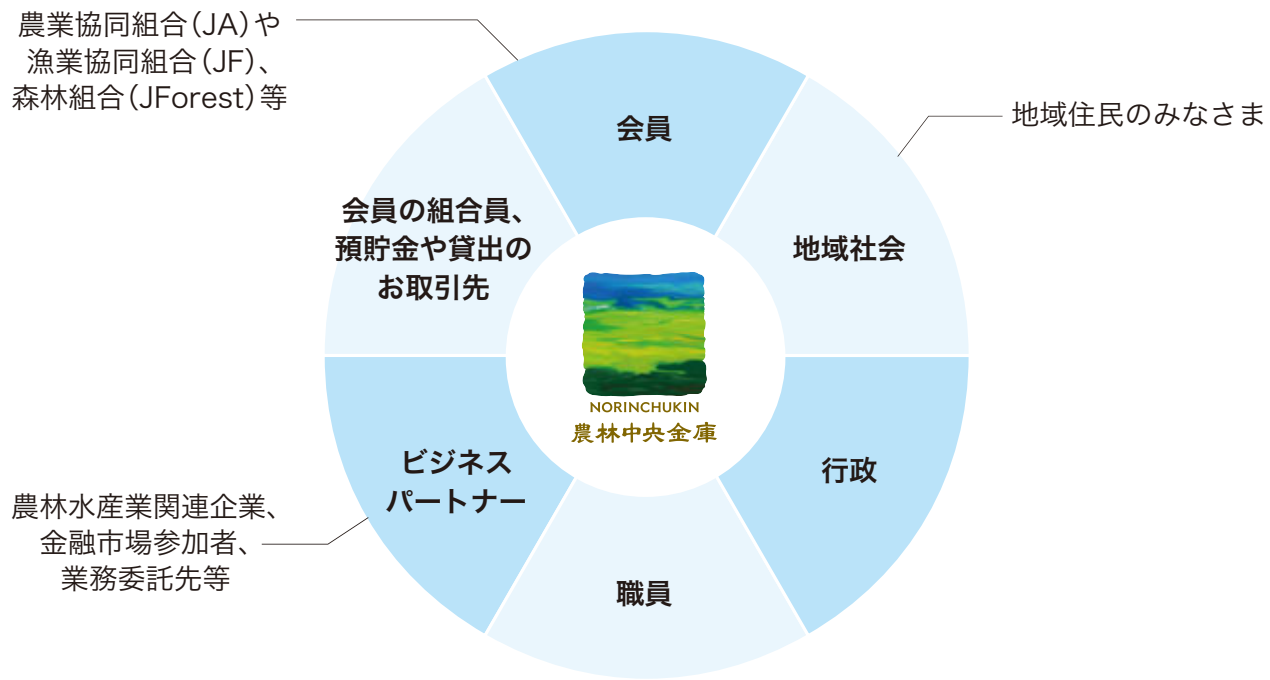 農業協同組合（JA）や
漁業協同組合（JF）、
森林組合（JForest）等
会員
地域住民のみなさま
会員の組合員、
預貯金や貸出の
お取引先
地域社会
NORINCHUKIN
農林中央金庫
ビジネス
パートナー
行政
農林水産業関連企業、
金融市場参加者、
業務委託先等
職員